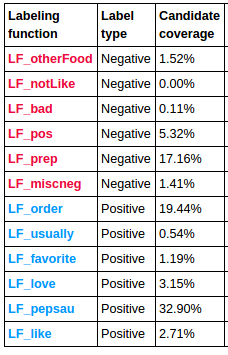 Labeling function Label type Candidate coverage
LF_otherFood Negative 1.52%
LF_notLike Negative 0.00%
LF_bad Negative 0.11%
LF_pos Negative 5.32%
LF_prep Negative 17.16%
LF_miscneg Negative 1.41%
LF_order Positive 19.44%
LF_usually Positive 0.54%
LF_favorite Positive 1.19%
LF_love Positive 3.15%
LF_pepsau Positive 32.90%
LF_like Positive 2.71%